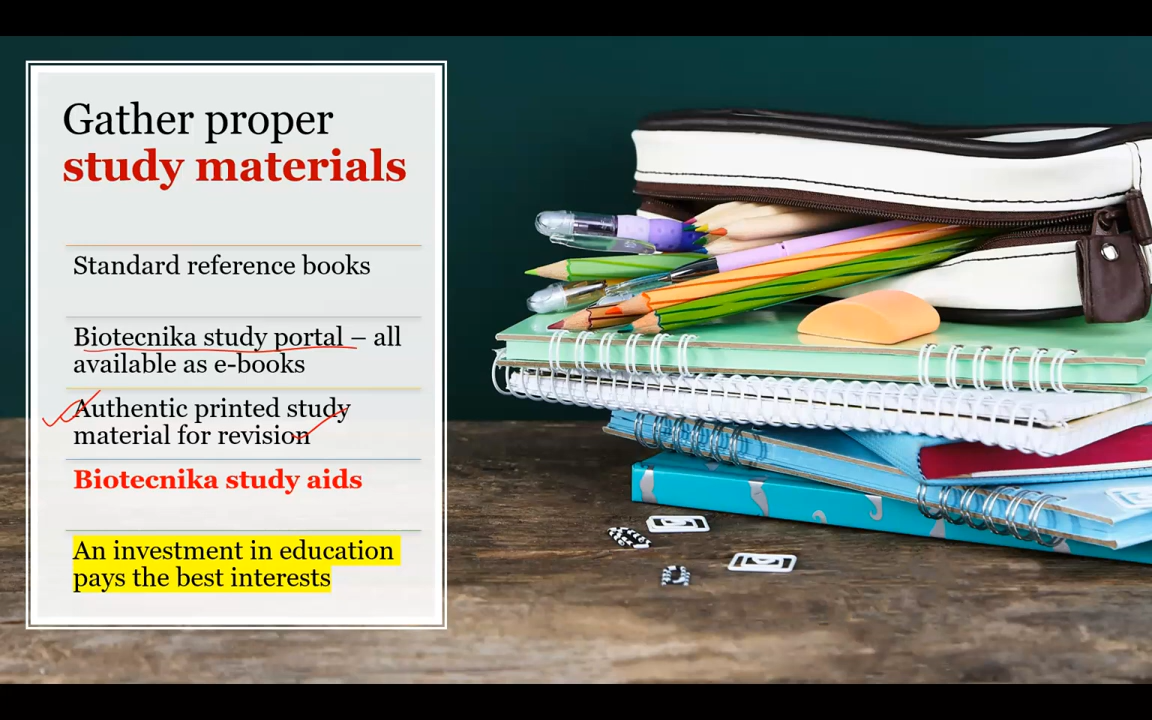 Gather proper
study materials
Standard reference books
Biotecnika study portal – all
available as e-books
Authentic printed study
material for revision
Biotecnika study aids
An investment in education
pays the best interests